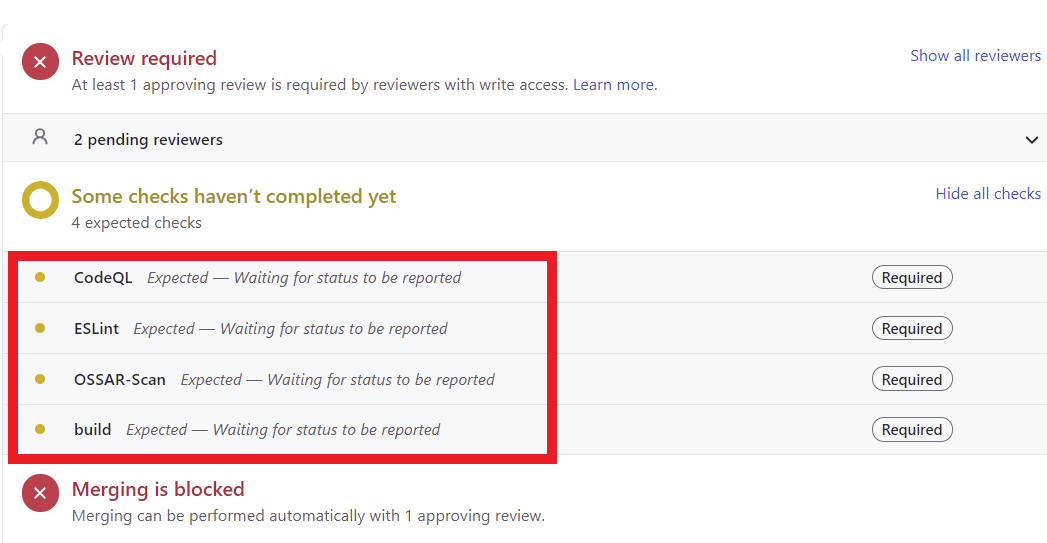 Review required
Show all reviewers
At least 1 approving review is required by reviewers with write access. Learn more.
2 pending reviewers
Some checks haven’t completed yet
Hide all checks
4 expected checks
CodeQL Expected — Waiting for status to be reported Required
ESLint Expected — Waiting for status to be reported Required
OSSAR-Scan Expected — Waiting for status to be reported Required
build Expected — Waiting for status to be reported Required
Merging is blocked
Merging can be performed automatically with 1 approving review.